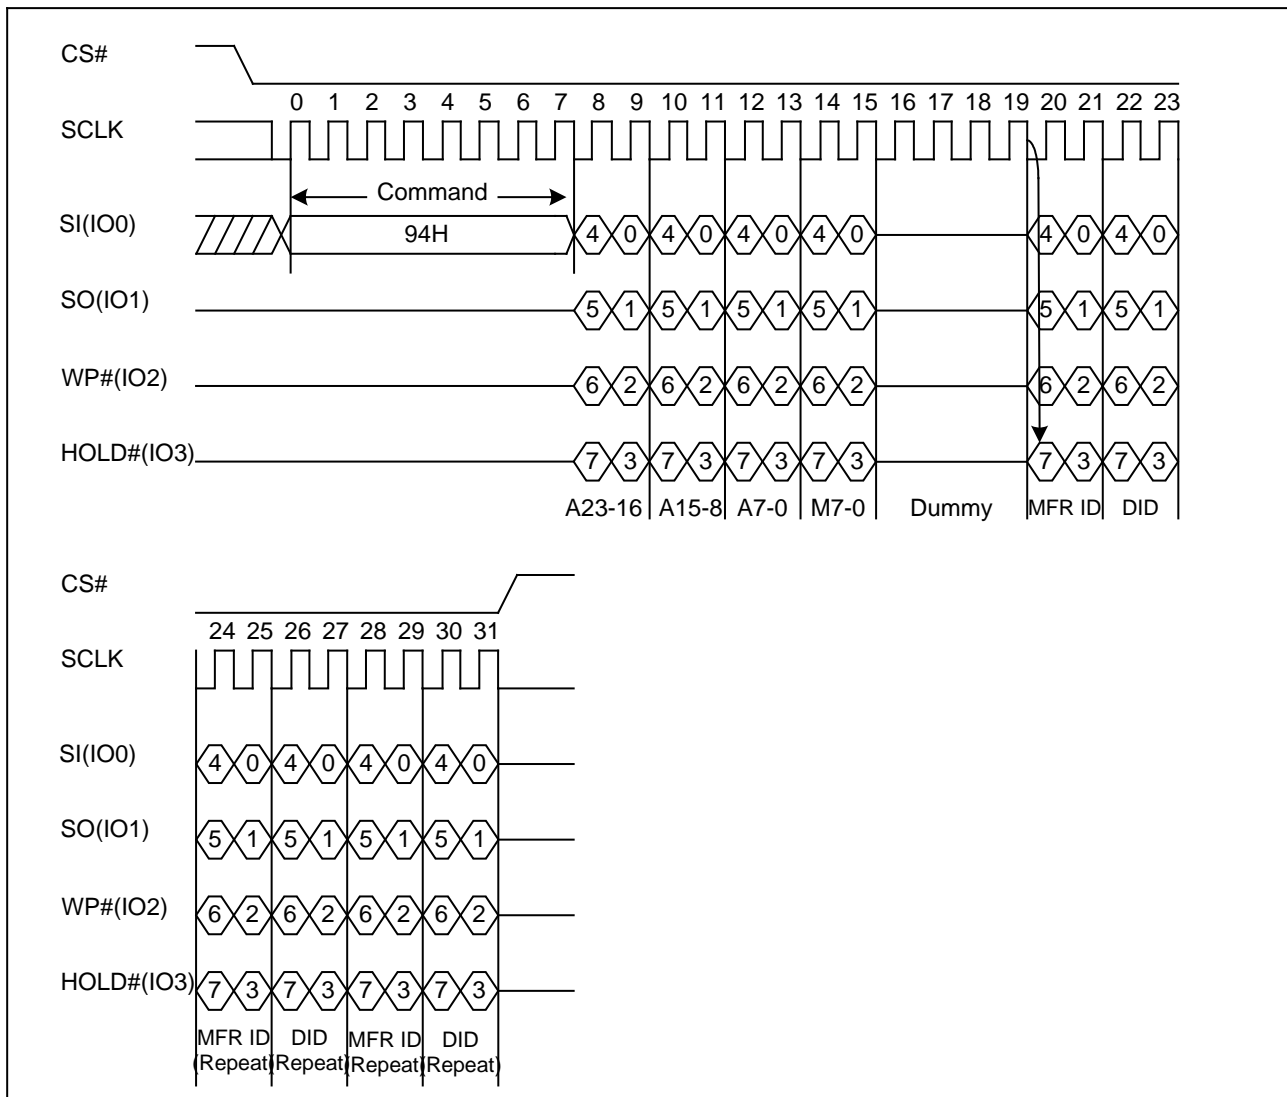 CS#
0 1 2 3 4 5 6 7 8 9 10 11 12 13 14 15 16 17 18 19 20 21 22 23
SCLK
Command
SI(IO0)
94H
4 0 4 0 4 0 4 0 4 0 4 0
SO(IO1)
5 1 5 1 5 1 5 1 5 1 5 1
WP#(IO2)
6 2 6 2 6 2 6 2 6 2 6 2
HOLD#(IO3)
7 3 7 3 7 3 7 3 7 3 7 3
A23-16 A15-8 A7-0 M7-0 Dummy MFR ID DID
CS#
24 25 26 27 28 29 30 31
SCLK
SI(IO0)
4 0 4 0 4 0 4 0
SO(IO1)
5 1 5 1 5 1 5 1
WP#(IO2)
6 2 6 2 6 2 6 2
HOLD#(IO3)
7 3 7 3 7 3 7 3
MFR ID DID MFR ID DID
(Repeat) (Repeat) (Repeat) (Repeat)